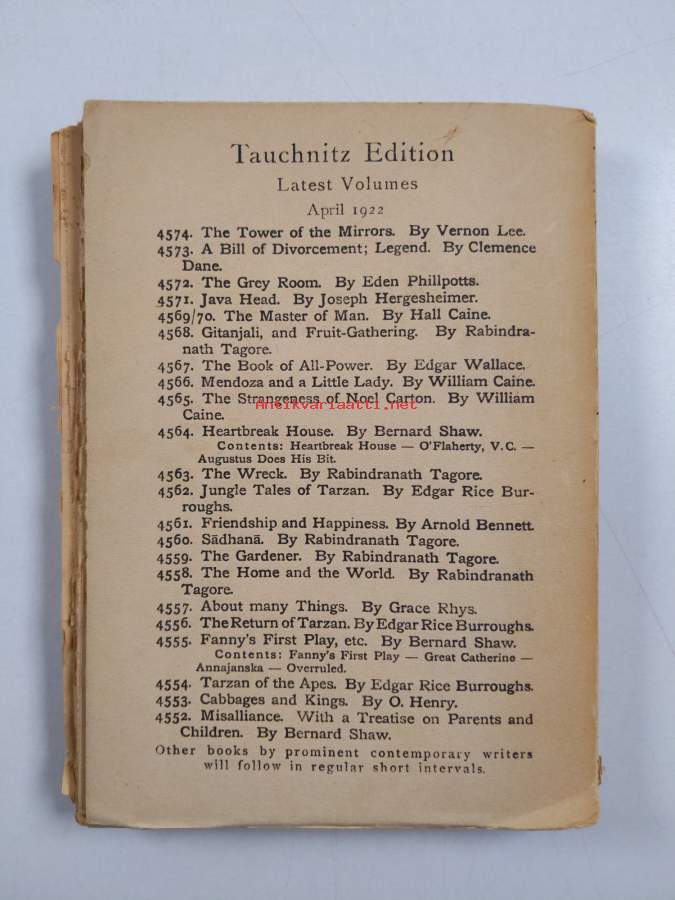 Tauchnitz Edition
Latest Volumes
April 1922
4574. The Tower of the Mirrors. By Vernon Lee.
4573. A Bill of Divorcement; Legend. By Clemence
Dane.
4572. The Grey Room. By Eden Phillpotts.
4571. Java Head. By Joseph Hergesheimer.
4569/70. The Master of Man. By Hall Caine.
4568. Gitanjali, and Fruit-Gathering. By Rabindra-
nath Tagore.
4567. The Book of All-Power. By Edgar Wallace.
4566. Mendoza and a Little Lady. By William Caine.
4565. The Strangeness of Noel Carton. By William
Caine.
Antikvariaatti.net
4564. Heartbreak House. By Bernard Shaw.
Contents: Heartbreak House — O'Flaherty, V.C. —
Augustus Does His Bit.
4563. The Wreck. By Rabindranath Tagore.
4562. Jungle Tales of Tarzan. By Edgar Rice Bur-
roughs.
4561. Friendship and Happiness. By Arnold Bennett.
4560. Sādhanā. By Rabindranath Tagore.
4559. The Gardener. By Rabindranath Tagore.
4558. The Home and the World. By Rabindranath
Tagore.
4557. About many Things. By Grace Rhys.
4556. The Return of Tarzan. By Edgar Rice Burroughs.
4555. Fanny's First Play, etc. By Bernard Shaw.
Contents: Fanny's First Play — Great Catherine —
Annajanska — Overruled.
4554. Tarzan of the Apes. By Edgar Rice Burroughs.
4553. Cabbages and Kings. By O. Henry.
4552. Misalliance. With a Treatise on Parents and
Children. By Bernard Shaw.
Other books by prominent contemporary writers
will follow in regular short intervals.